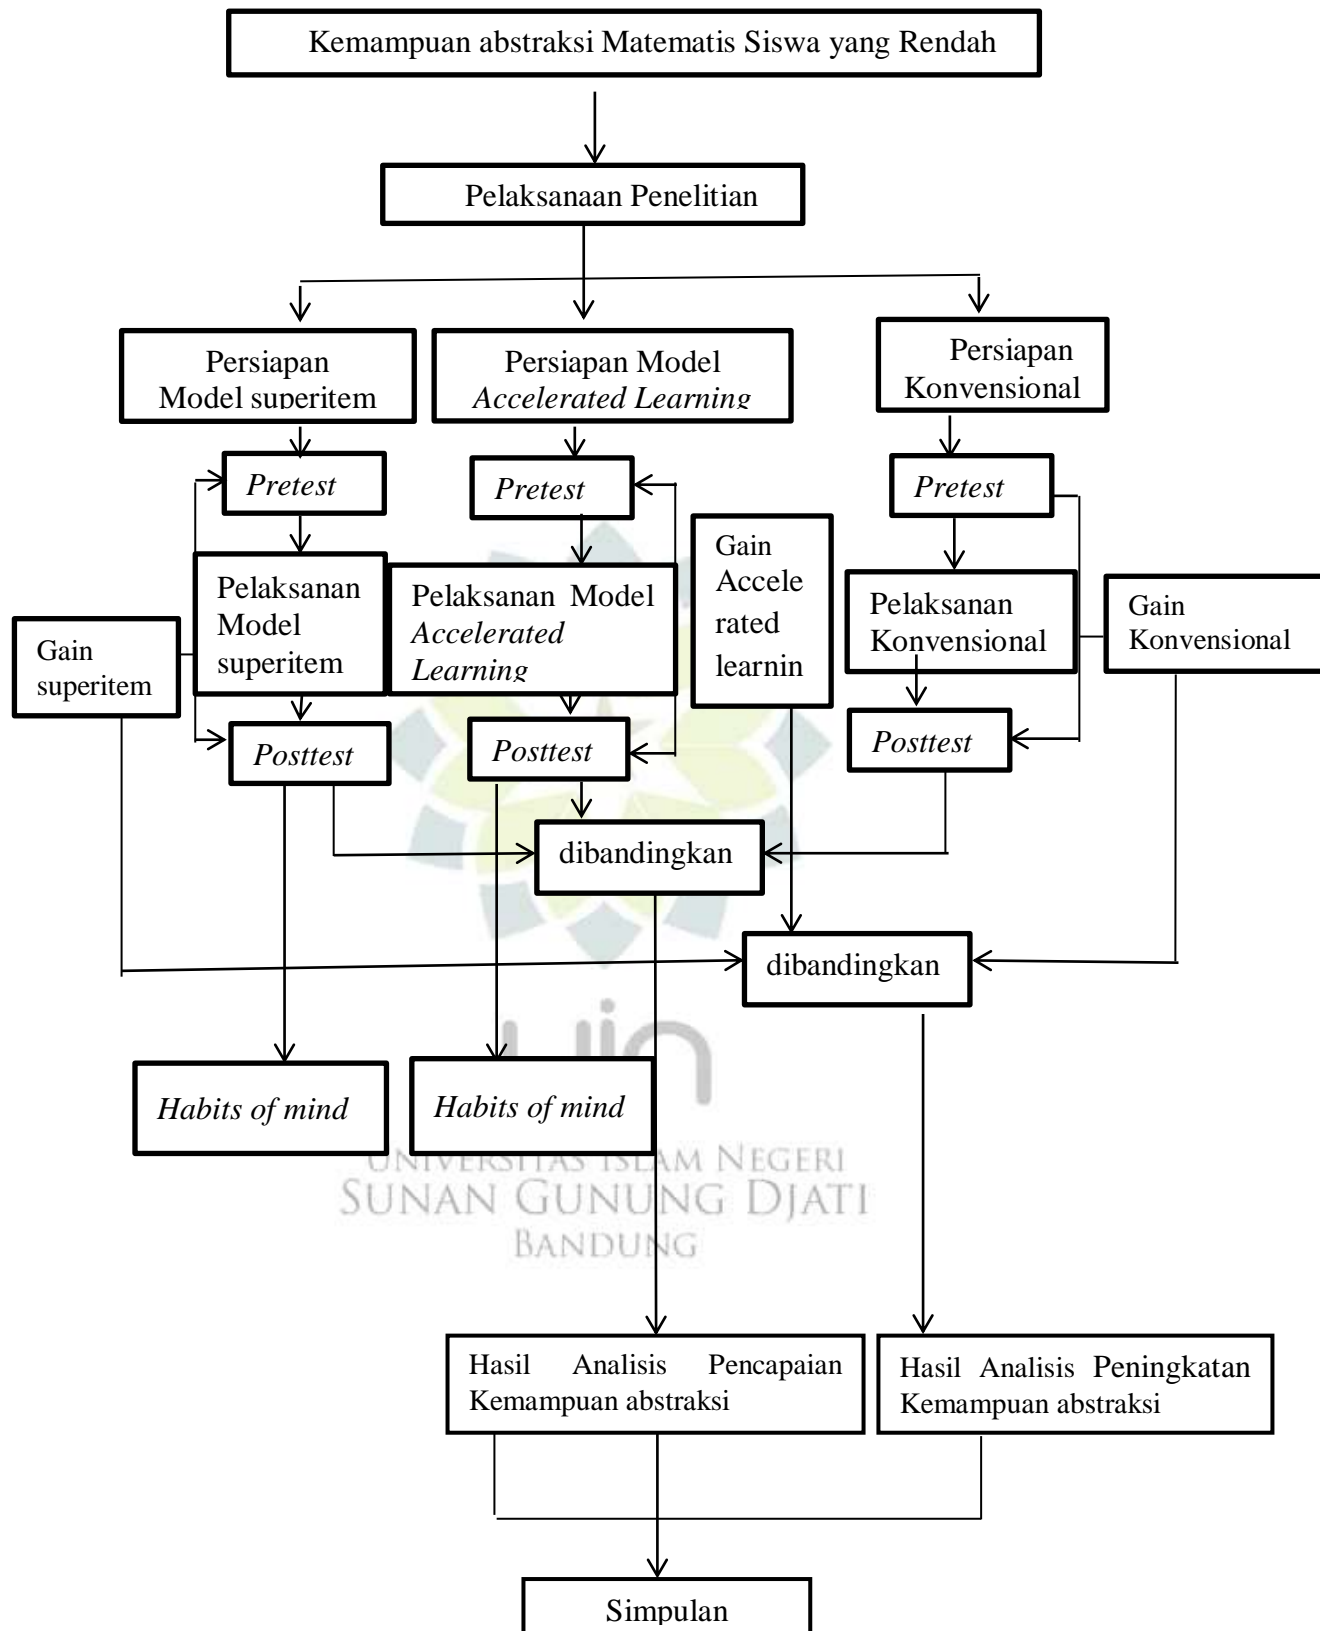 Kemampuan abstraksi Matematis Siswa yang Rendah
Pelaksanaan Penelitian
Persiapan
Model superitem
Persiapan Model
Accelerated Learning
Persiapan
Konvensional
Pretest
Pretest
Pretest
Gain
superitem
Pelaksanan
Model
superitem
Pelaksanan Model
Accelerated
Learning
Gain
Accele
rated
learnin
Pelaksanan
Konvensional
Gain
Konvensional
Posttest
Posttest
Posttest
dibandingkan
dibandingkan
Habits of mind
Habits of mind
uin
UNIVERSITAS ISLAM NEGERI
SUNAN GUNUNG DJATI
BANDUNG
Hasil Analisis Pencapaian
Kemampuan abstraksi
Hasil Analisis Peningkatan
Kemampuan abstraksi
Simpulan